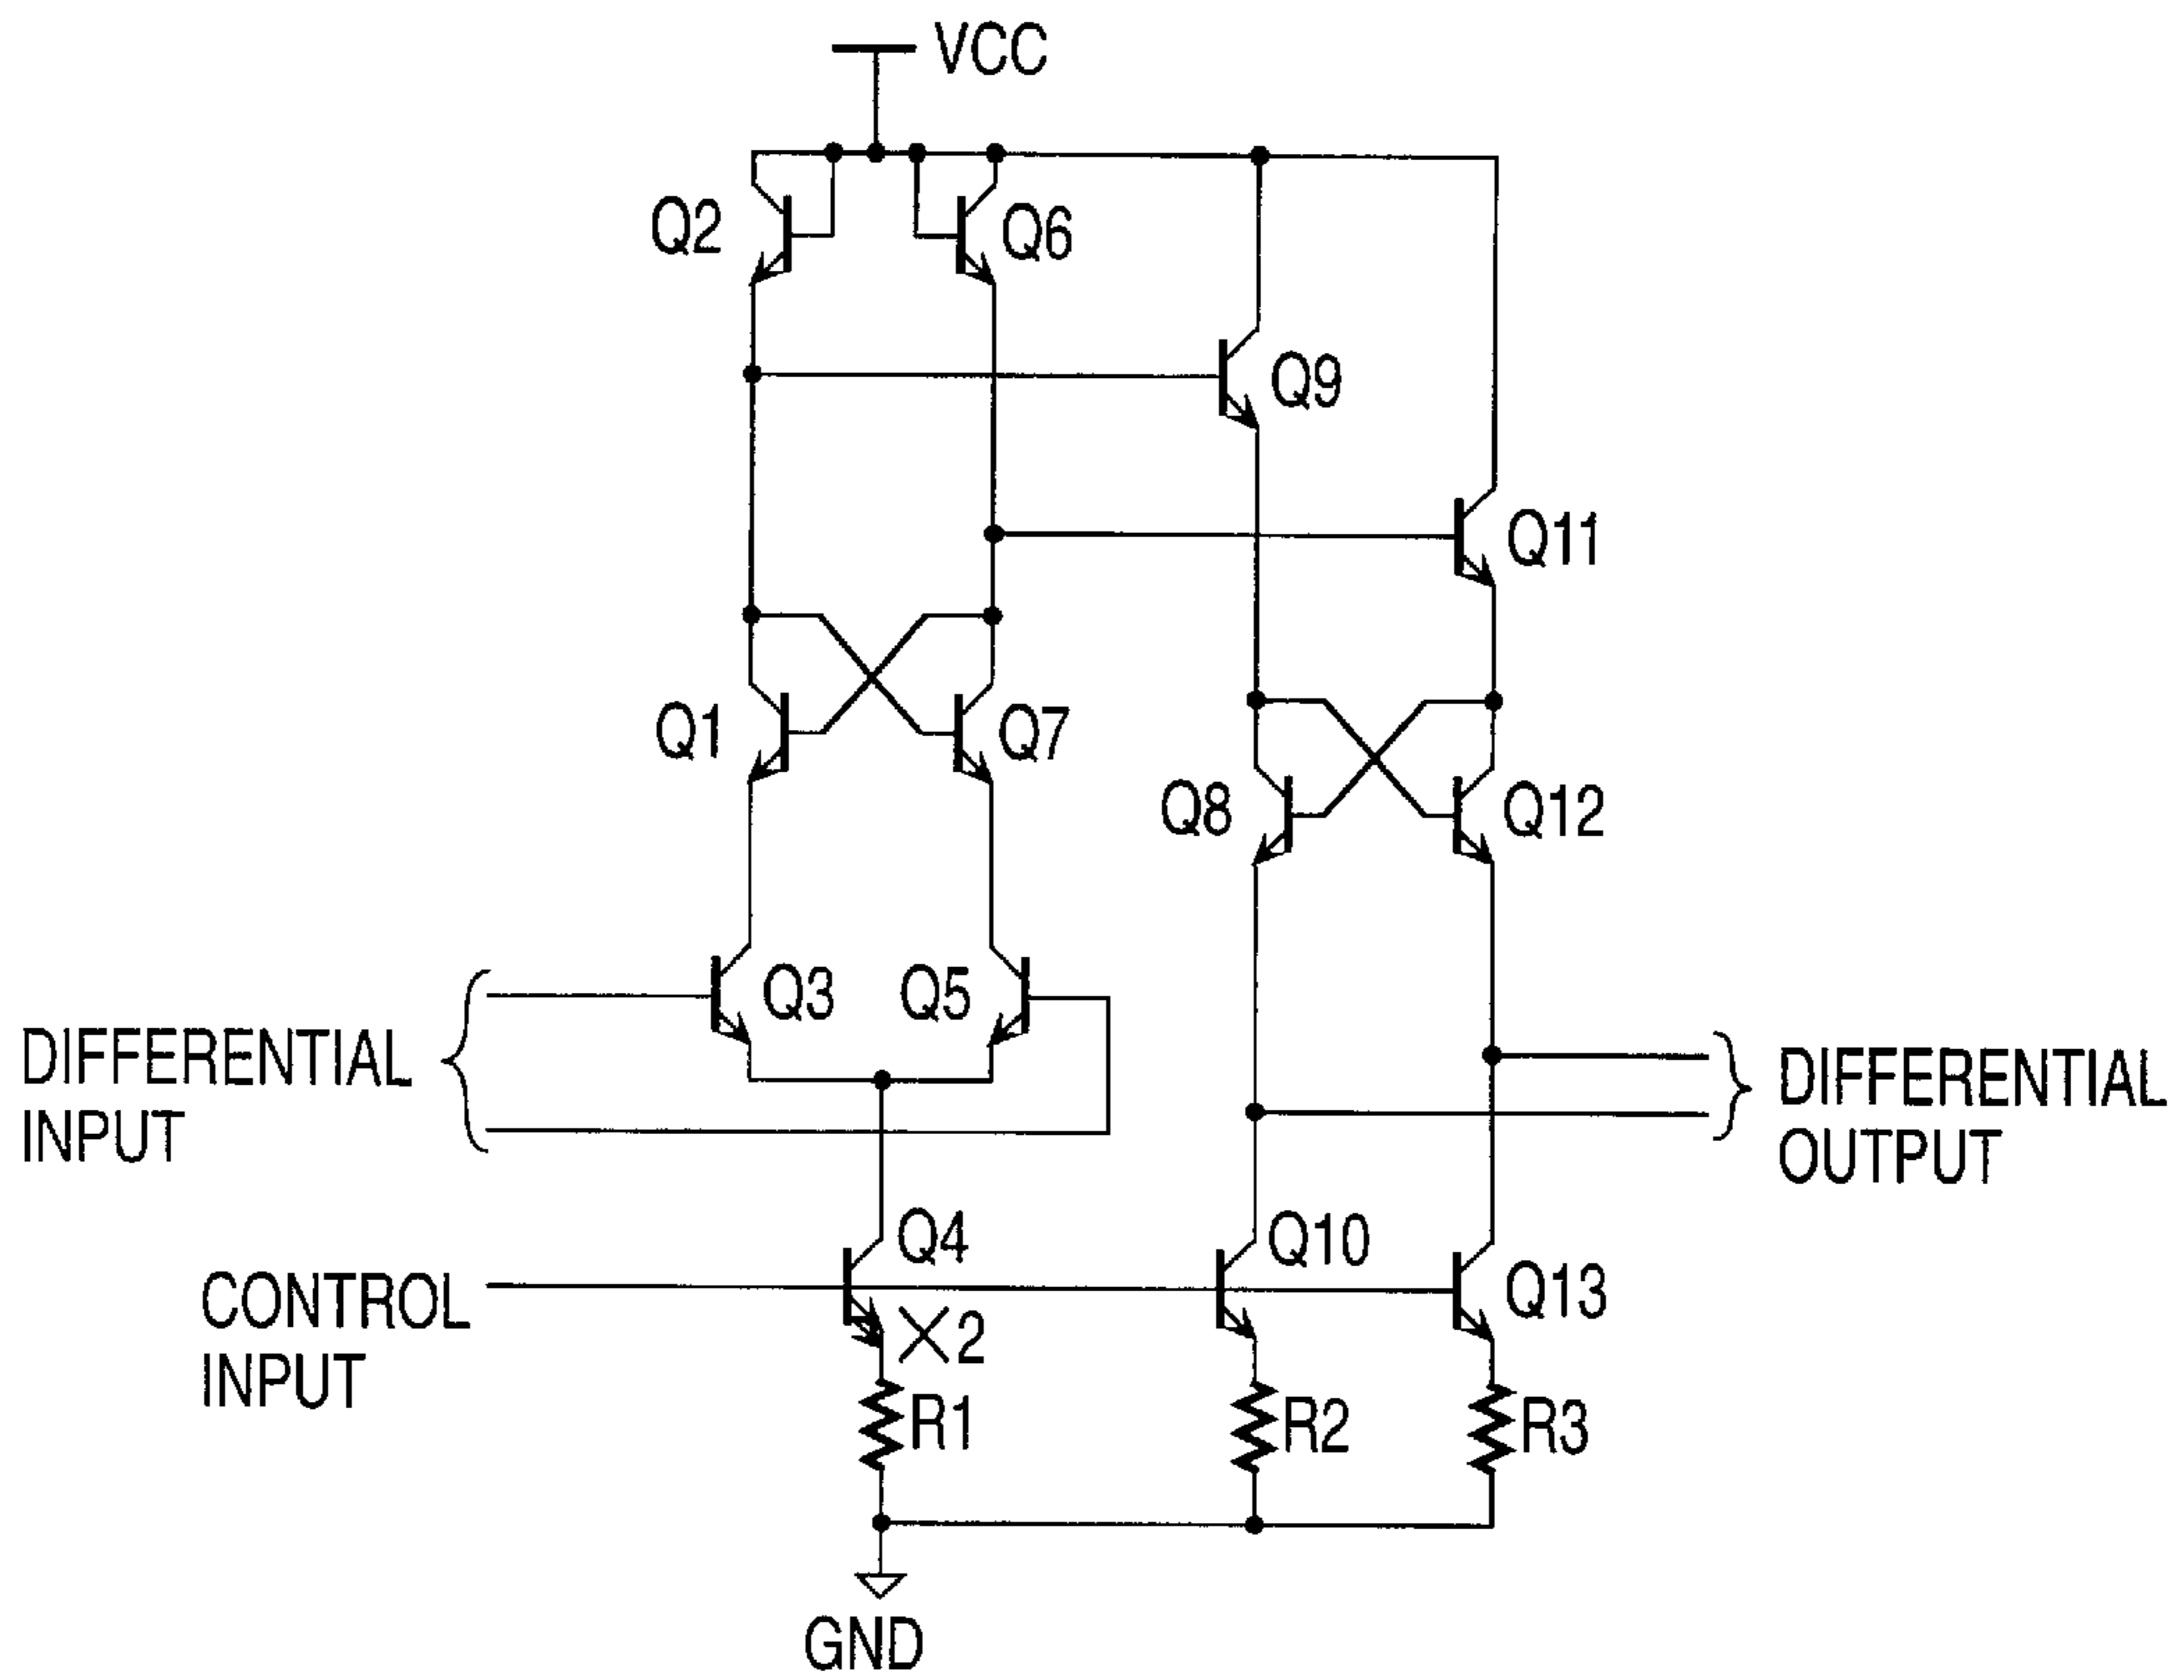 VCC
Q2
Q6
Q9
Q11
Q1
Q7
Q8
Q12
Q3
Q5
DIFFERENTIAL
INPUT
DIFFERENTIAL
OUTPUT
Q4
Q10
Q13
CONTROL
INPUT
×2
R1
R2
R3
GND